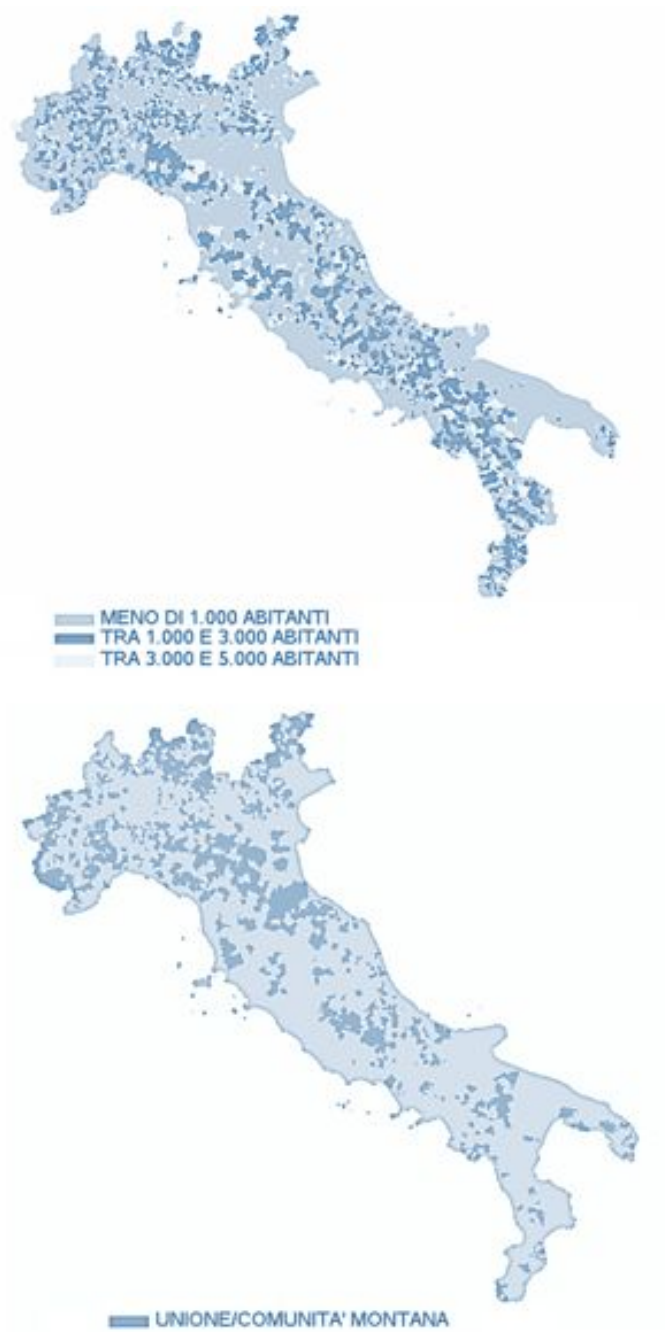 MENO DI 1.000 ABITANTI
TRA 1.000 E 3.000 ABITANTI
TRA 3.000 E 5.000 ABITANTI
UNIONE/COMUNITA' MONTANA